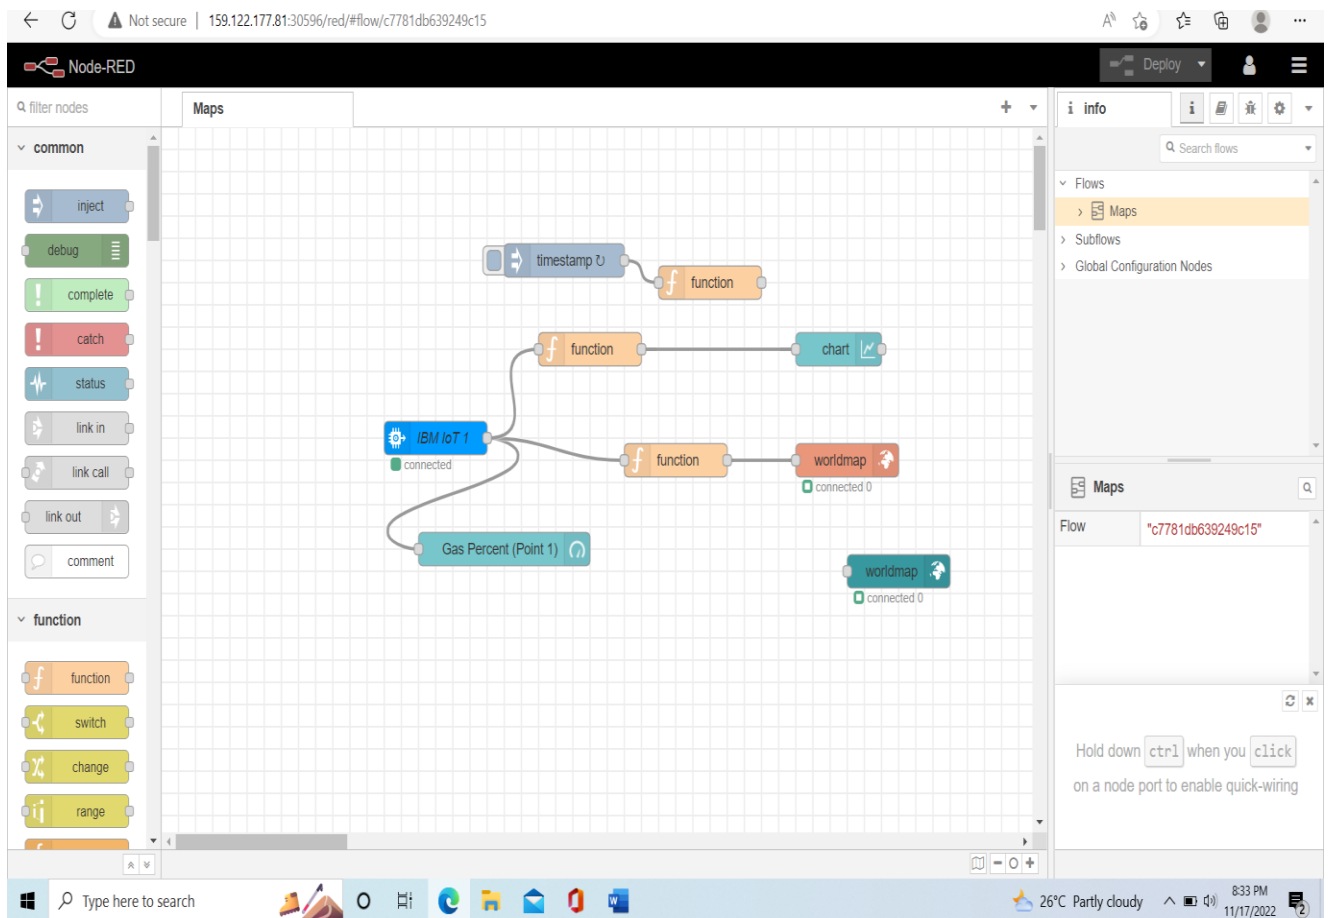 Not secure | 159.122.177.81:30596/red/#flow/c7781db639249c15
Node-RED
Deploy
filter nodes
Maps
i info
Search flows
common
inject
debug
complete
catch
status
link in
link call
link out
comment
function
function
switch
change
range
timestamp ↻
function
function
chart
IBM IoT 1
connected
function
worldmap
connected 0
Gas Percent (Point 1)
worldmap
connected 0
Flows
Maps
Subflows
Global Configuration Nodes
Maps
Flow "c7781db639249c15"
Hold down ctrl when you click
on a node port to enable quick-wiring
Type here to search
26°C Partly cloudy
8:33 PM
11/17/2022
2